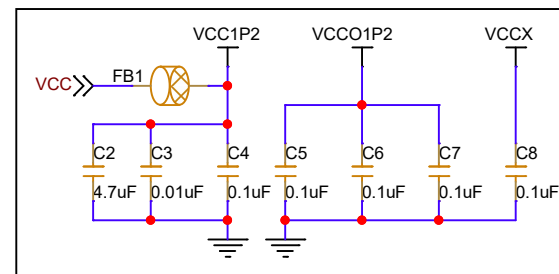 VCC1P2 VCCO1P2 VCCX
VCC FB1
C2 C3 C4 C5 C6 C7 C8
4.7uF 0.01uF 0.1uF 0.1uF 0.1uF 0.1uF 0.1uF